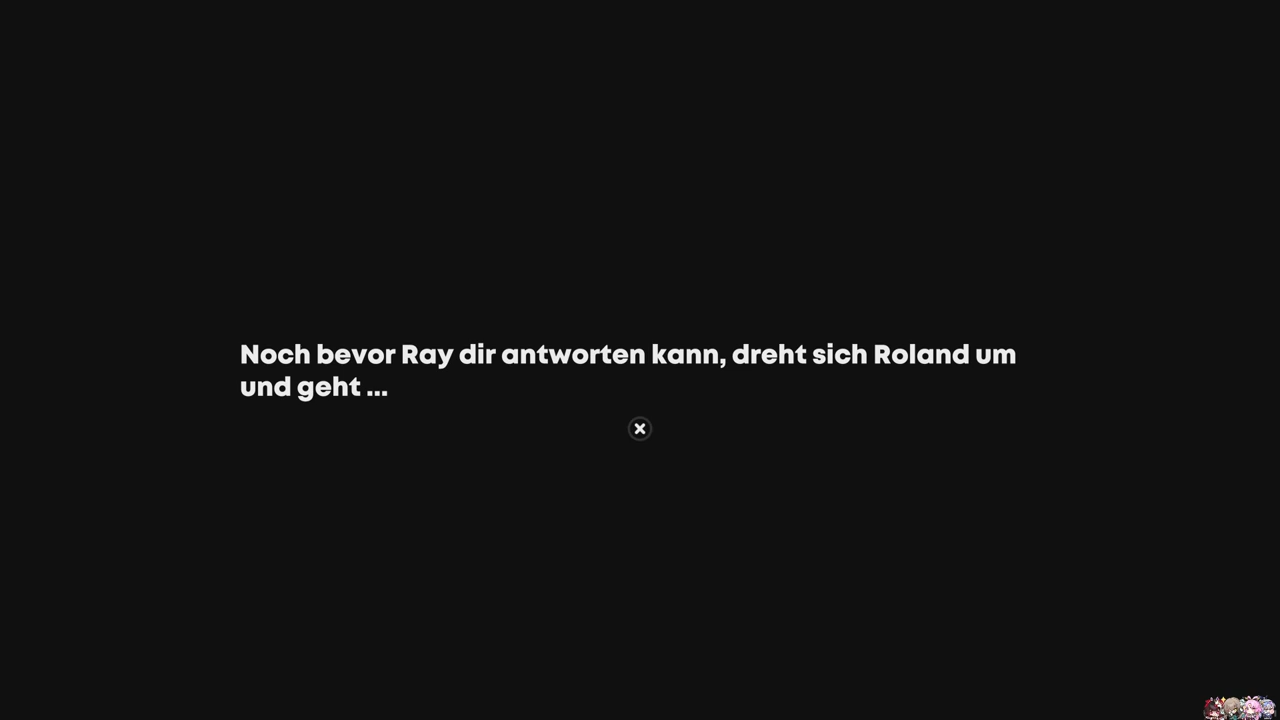 Noch bevor Ray dir antworten kann, dreht sich Roland um
und geht ...